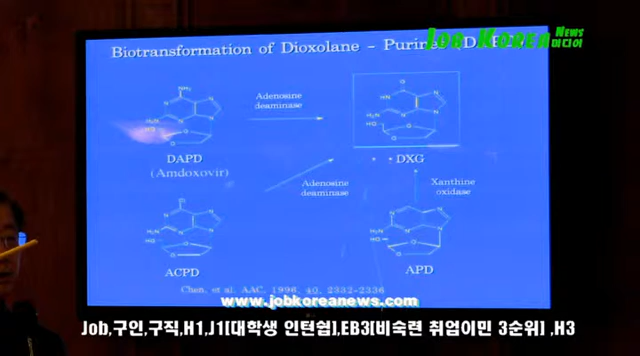 Biotransformation of Dioxolane – Purine
Job Korea News 미디어
Adenosine deaminase
DAPD
(Amdoxovir)
DXG
Adenosine deaminase
Xanthine oxidase
ACPD
APD
Chen, et al. AAC, 1996, 40, 2332-2336
www.jobkoreanews.com
Job,구인,구직,H1,J1[대학생 인턴쉽],EB3[비숙련 취업이민 3순위] ,H3